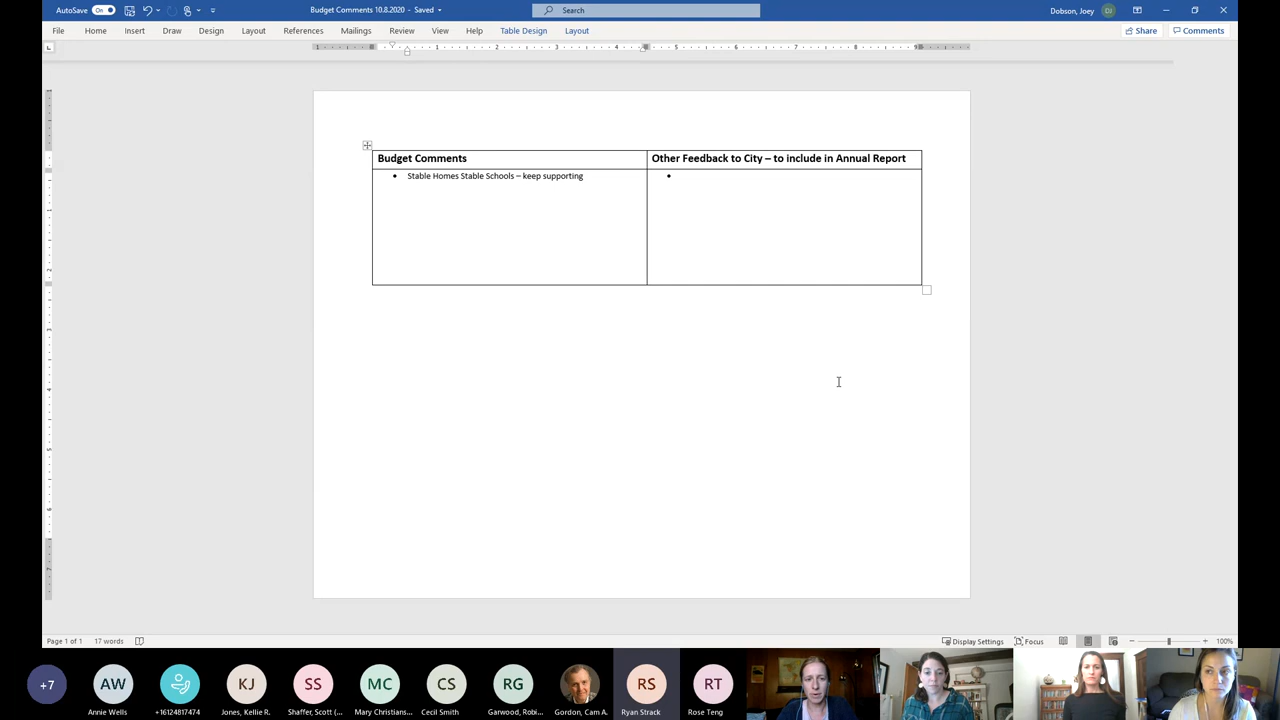 AutoSave On
Budget Comments 10.8.2020 - Saved
Search
Dobson, Joey DJ
File Home Insert Draw Design Layout References Mailings Review View Help Table Design Layout
Share Comments
Budget Comments
Other Feedback to City – to include in Annual Report
• Stable Homes Stable Schools – keep supporting
•
Page 1 of 1 17 words
Display Settings Focus 100%
+7 AW KJ SS MC CS RG RS RT
Annie Wells +16124817474 Jones, Kellie R. Shaffer, Scott (... Mary Christians... Cecil Smith Garwood, Robi... Gordon, Cam A. Ryan Strack Rose Teng